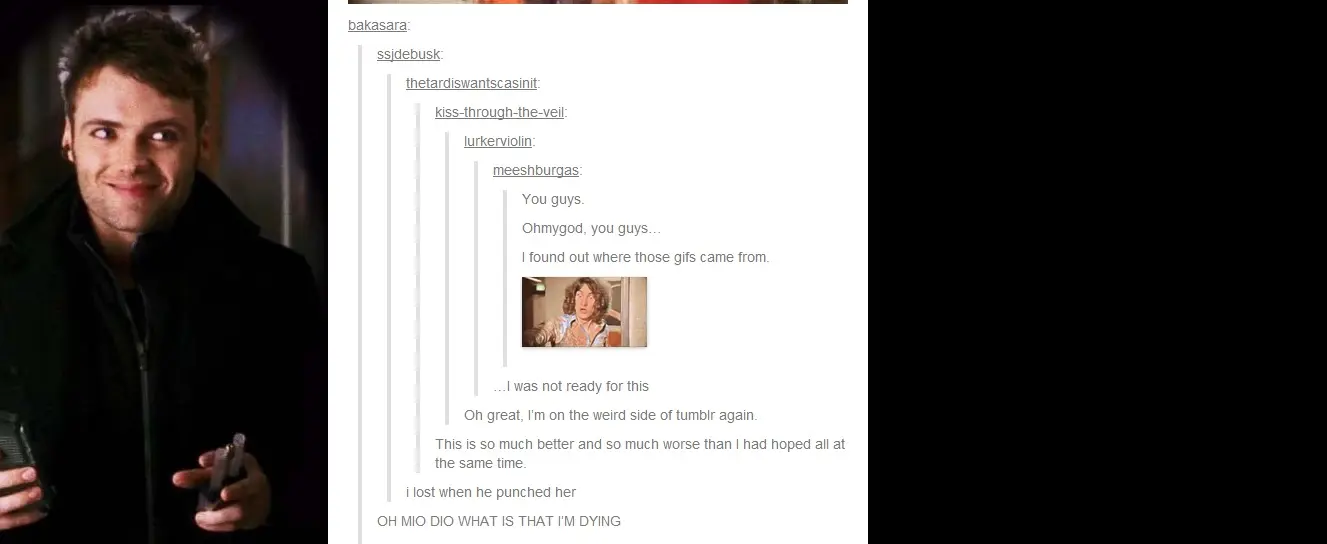 bakasara:
ssjdebusk:
thetardiswantscasinit:
kiss-through-the-veil:
lurkerviolin:
meeshburgas:
You guys.
Ohmygod, you guys…
I found out where those gifs came from.
…I was not ready for this
Oh great, I’m on the weird side of tumblr again.
This is so much better and so much worse than I had hoped all at
the same time.
i lost when he punched her
OH MIO DIO WHAT IS THAT I’M DYING